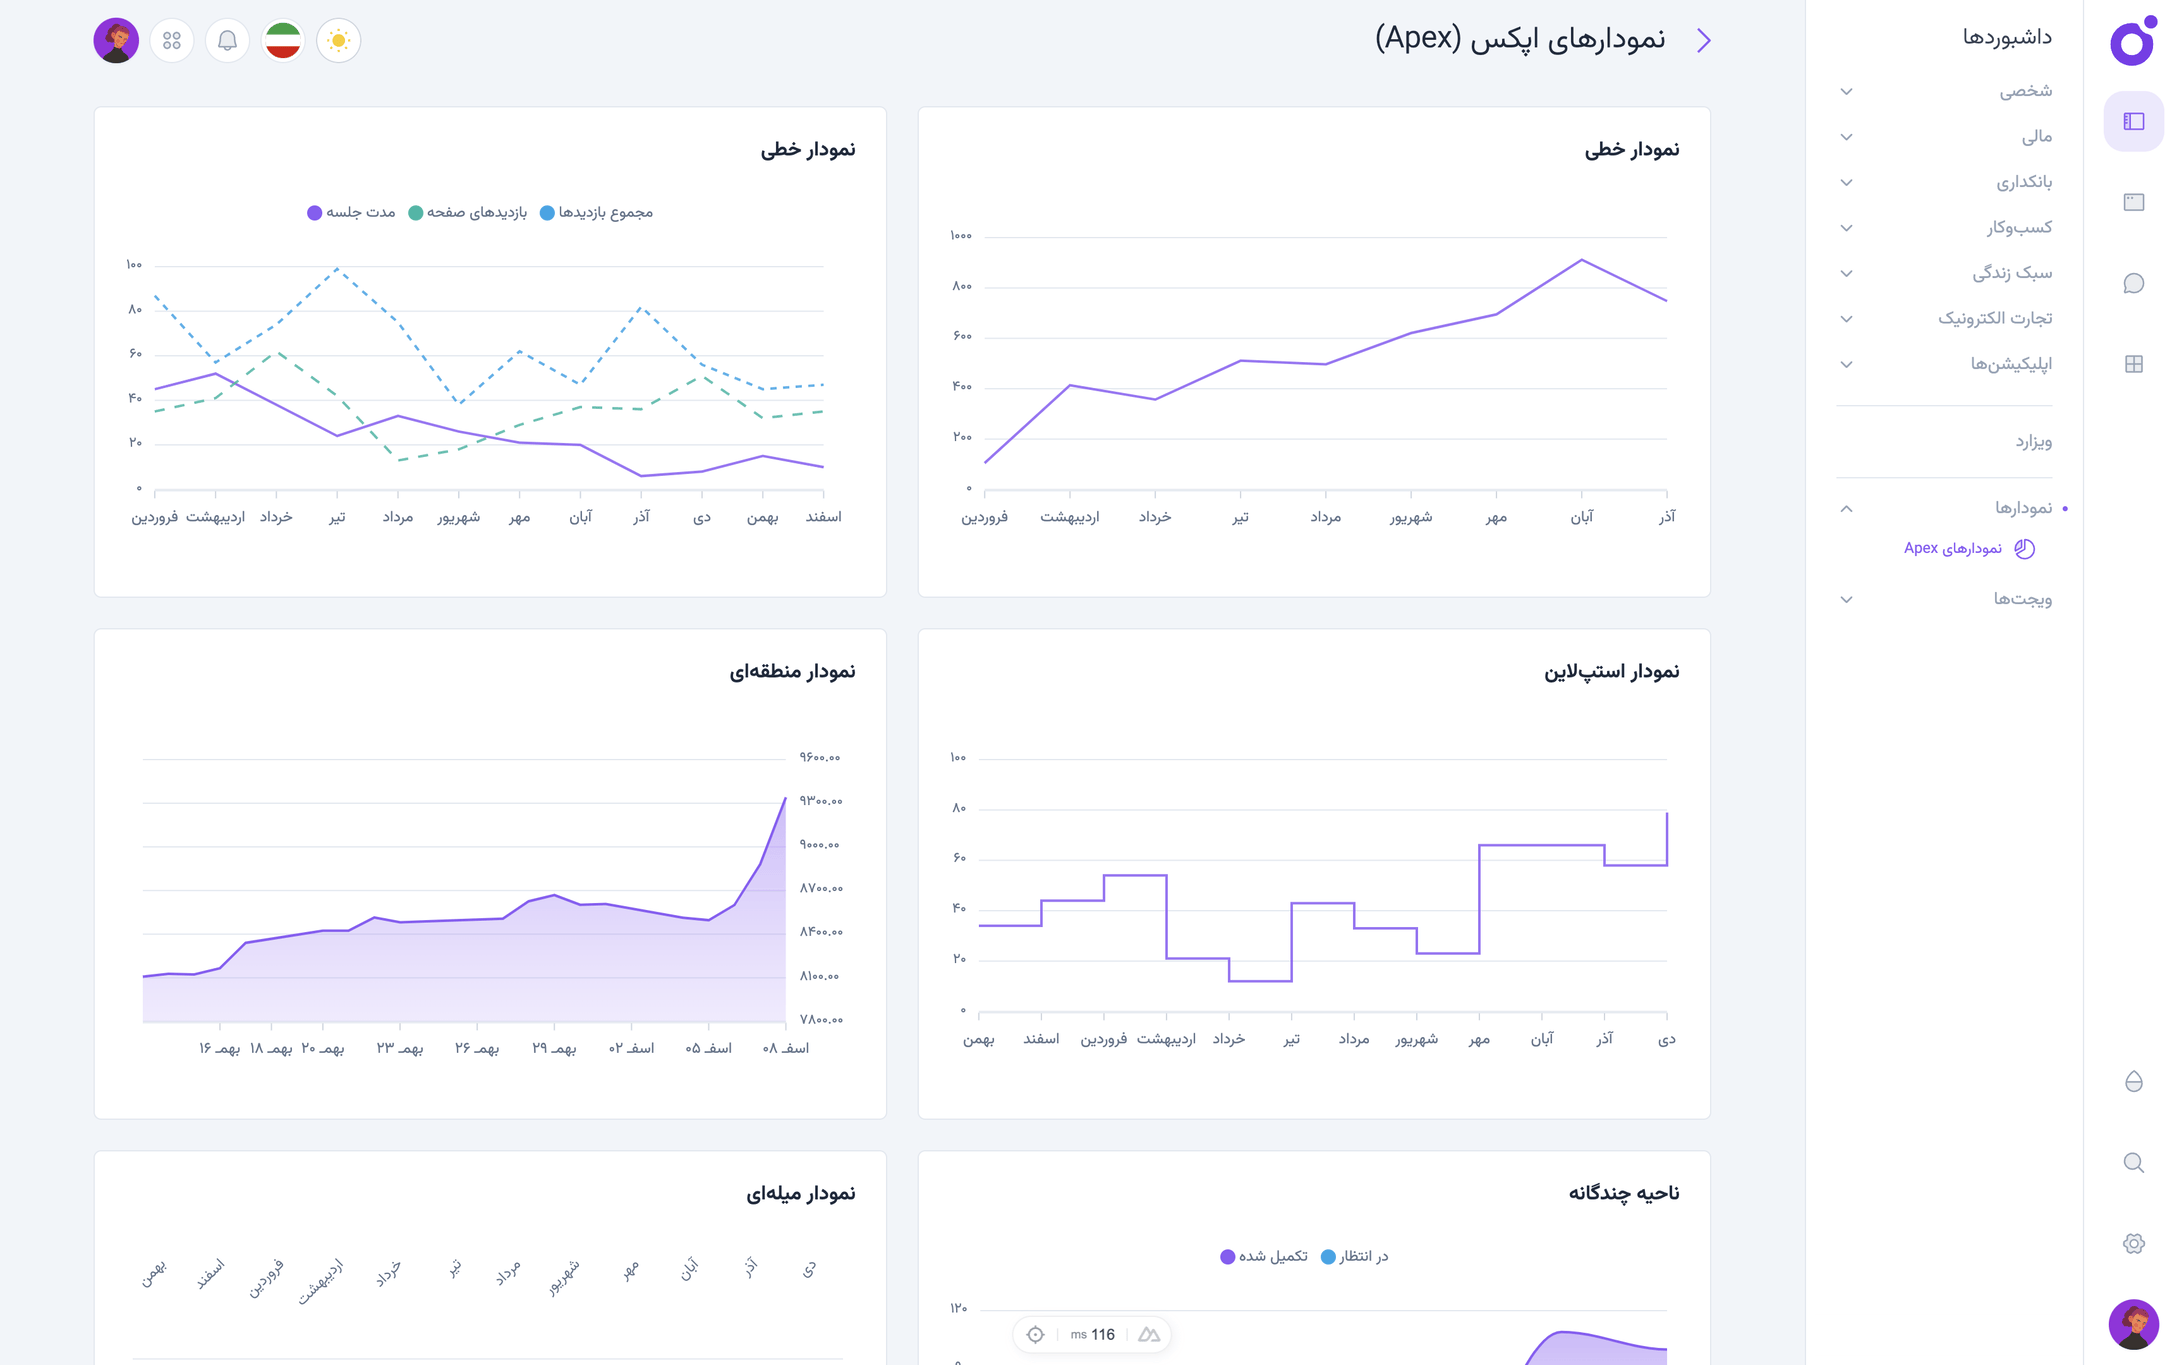 داشبوردها
شخصی
مالی
بانکداری
کسب‌وکار
سبک زندگی
تجارت الکترونیک
اپلیکیشن‌ها
ویزارد
نمودارها
نمودارهای Apex
ویجت‌ها
نمودارهای اپکس (Apex)
نمودار خطی
۱۰۰۰
۸۰۰
۶۰۰
۴۰۰
۲۰۰
۰
فروردین اردیبهشت خرداد تیر مرداد شهریور مهر آبان آذر
نمودار خطی
مدت جلسه بازدیدهای صفحه مجموع بازدیدها
۱۰۰
۸۰
۶۰
۴۰
۲۰
۰
فروردین اردیبهشت خرداد تیر مرداد شهریور مهر آبان آذر دی بهمن اسفند
نمودار استپ‌لاین
۱۰۰
۸۰
۶۰
۴۰
۲۰
۰
بهمن اسفند فروردین اردیبهشت خرداد تیر مرداد شهریور مهر آبان آذر دی
نمودار منطقه‌ای
۹۶۰۰.۰۰
۹۳۰۰.۰۰
۹۰۰۰.۰۰
۸۷۰۰.۰۰
۸۴۰۰.۰۰
۸۱۰۰.۰۰
۷۸۰۰.۰۰
۱۶ بهمـ ۱۸ بهمـ ۲۰ بهمـ ۲۳ بهمـ ۲۶ بهمـ ۲۹ بهمـ ۰۲ اسفـ ۰۵ اسفـ ۰۸ اسفـ
ناحیه چندگانه
تکمیل شده در انتظار
۱۲۰
116 ms
نمودار میله‌ای
بهمن اسفند فروردین اردیبهشت خرداد تیر مرداد شهریور مهر آبان آذر دی